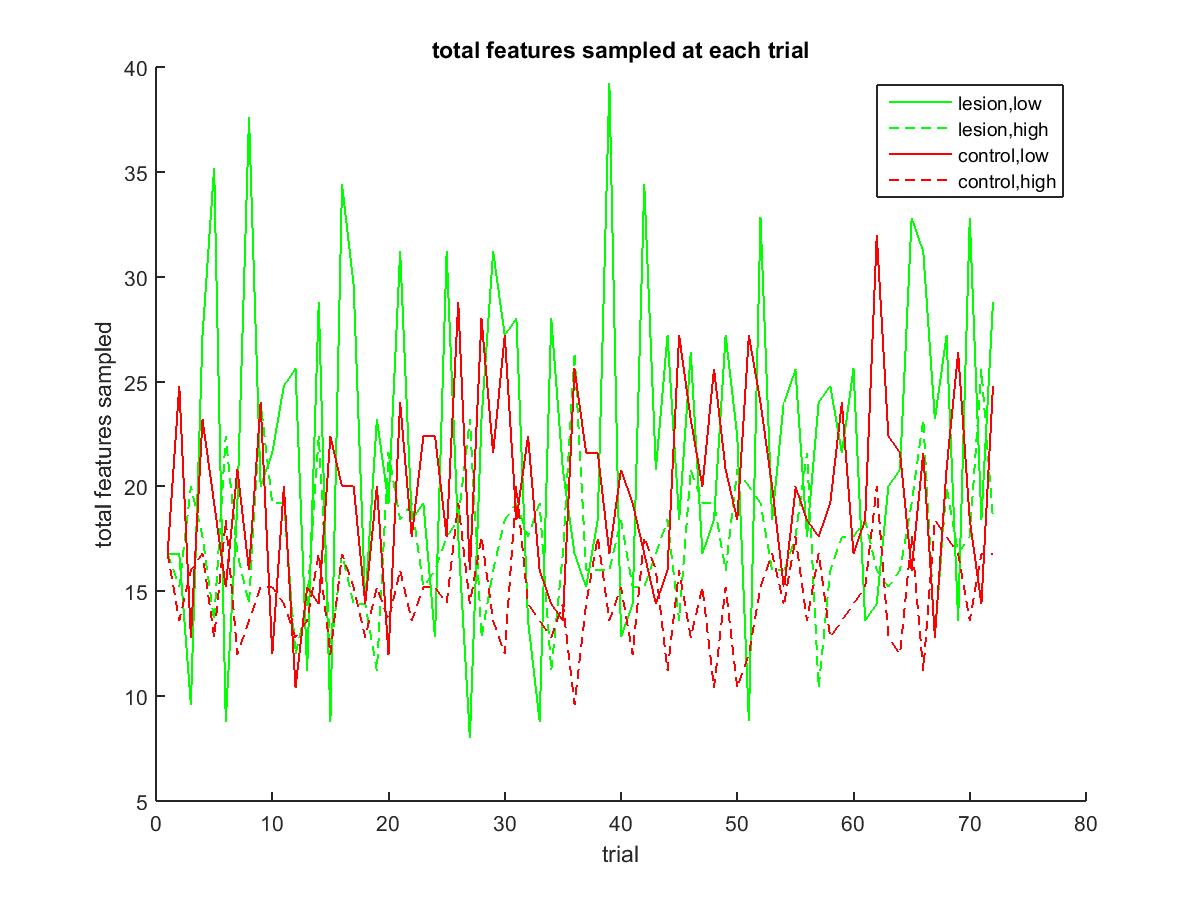 total features sampled at each trial
40
35
30
25
20
15
10
5
total features sampled
0
10
20
30
40
50
60
70
80
trial
lesion,low
lesion,high
control,low
control,high